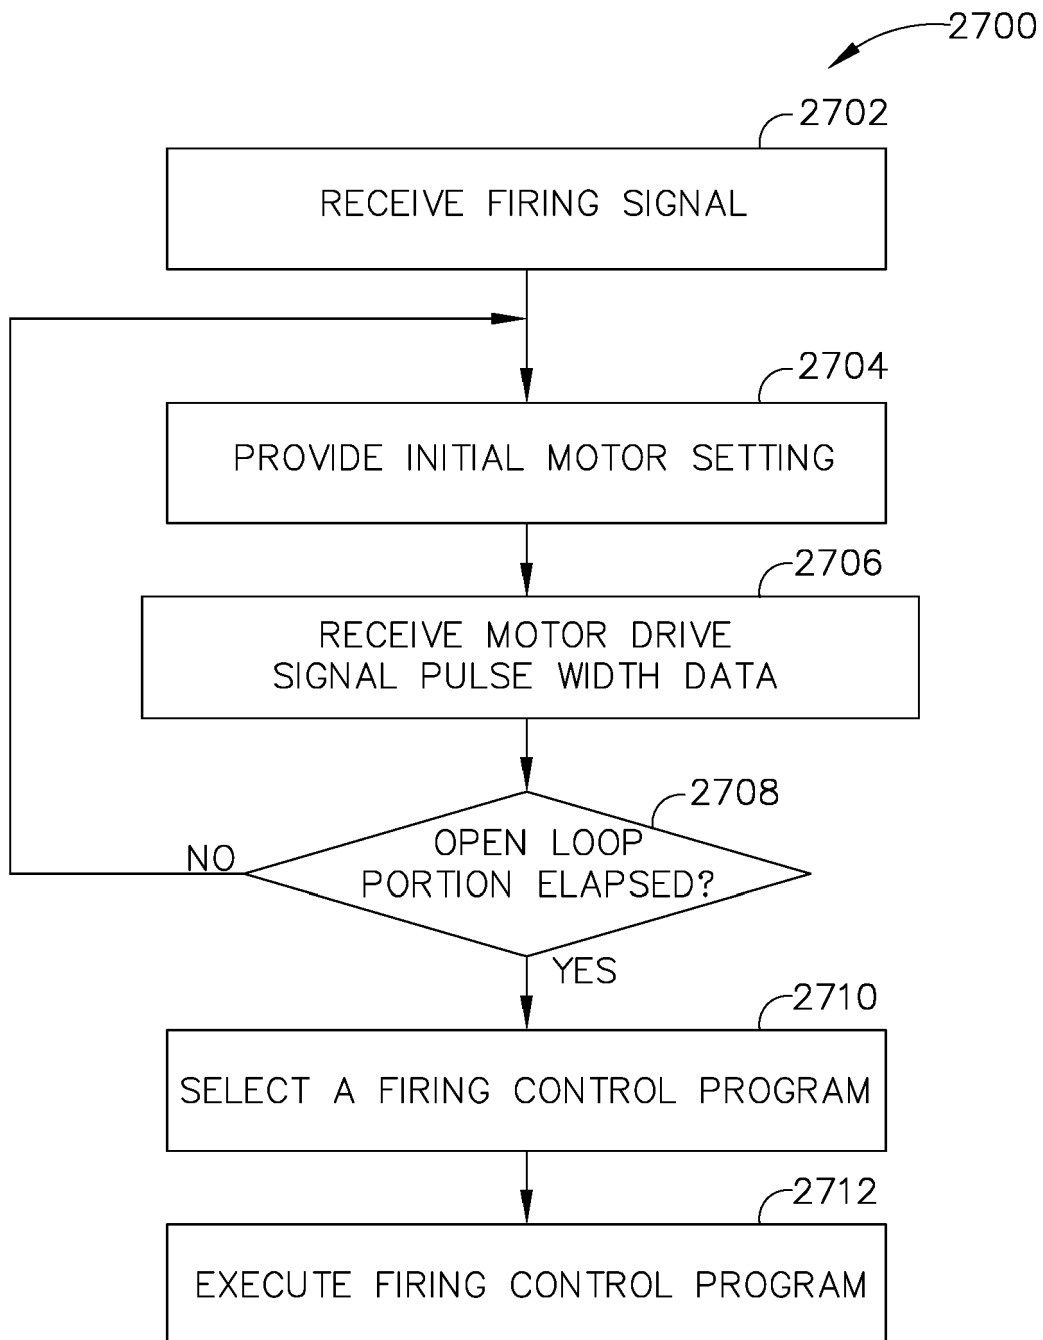 2700
2702
RECEIVE FIRING SIGNAL
2704
PROVIDE INITIAL MOTOR SETTING
2706
RECEIVE MOTOR DRIVE
SIGNAL PULSE WIDTH DATA
2708
OPEN LOOP
PORTION ELAPSED?
NO
YES
2710
SELECT A FIRING CONTROL PROGRAM
2712
EXECUTE FIRING CONTROL PROGRAM